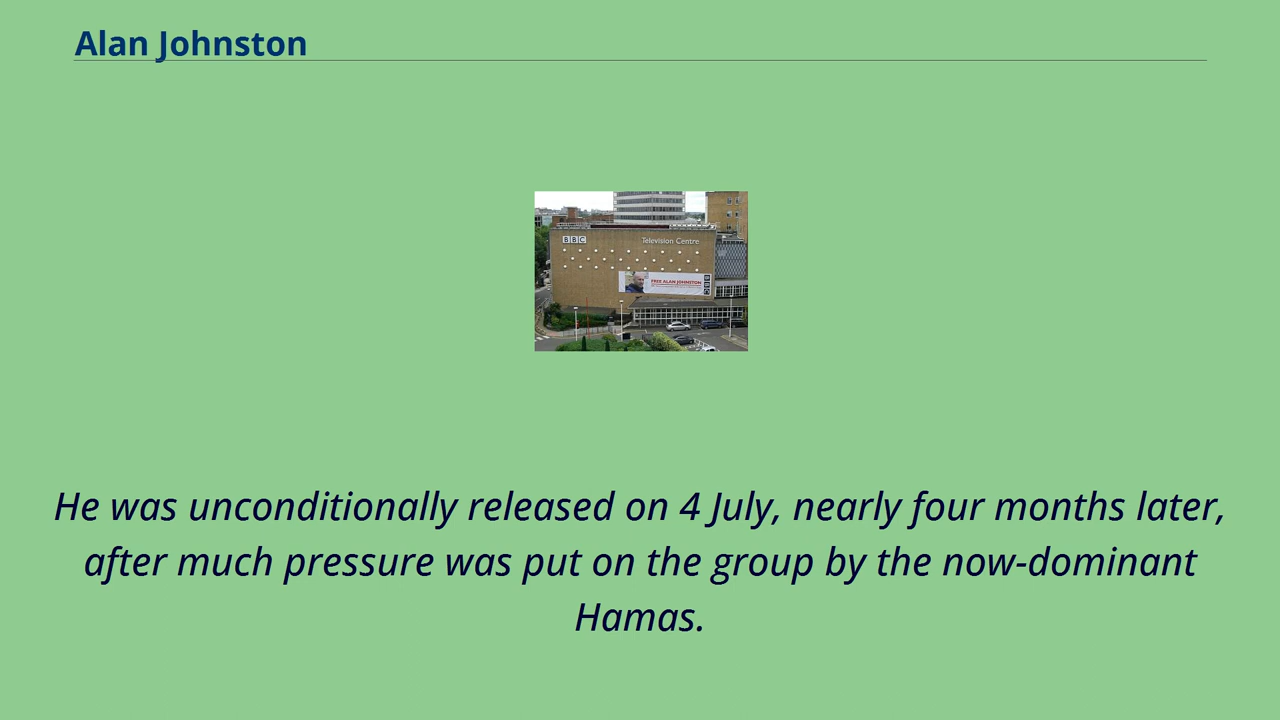 Alan Johnston
BBC
Television Centre
FREE ALAN JOHNSTON
BBC
He was unconditionally released on 4 July, nearly four months later,
after much pressure was put on the group by the now-dominant
Hamas.